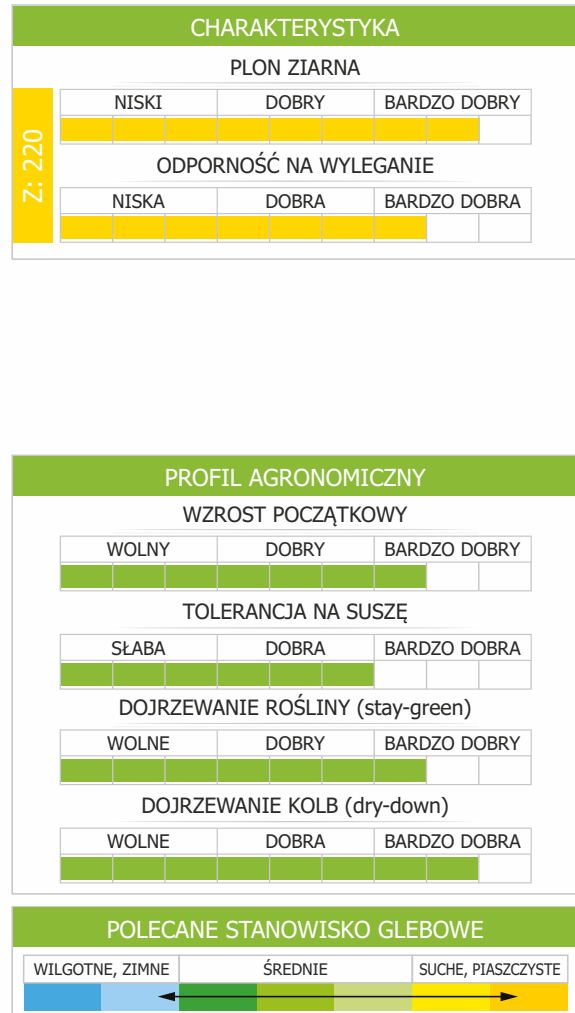 CHARAKTERYSTYKA
PLON ZIARNA
NISKI DOBRY BARDZO DOBRY
Z: 220
ODPORNOŚĆ NA WYLEGANIE
NISKA DOBRA BARDZO DOBRA
PROFIL AGRONOMICZNY
WZROST POCZĄTKOWY
WOLNY DOBRY BARDZO DOBRY
TOLERANCJA NA SUSZĘ
SŁABA DOBRA BARDZO DOBRA
DOJRZEWANIE ROŚLINY (stay-green)
WOLNE DOBRY BARDZO DOBRY
DOJRZEWANIE KOLB (dry-down)
WOLNE DOBRA BARDZO DOBRA
POLECANE STANOWISKO GLEBOWE
WILGOTNE, ZIMNE ŚREDNIE SUCHE, PIASZCZYSTE